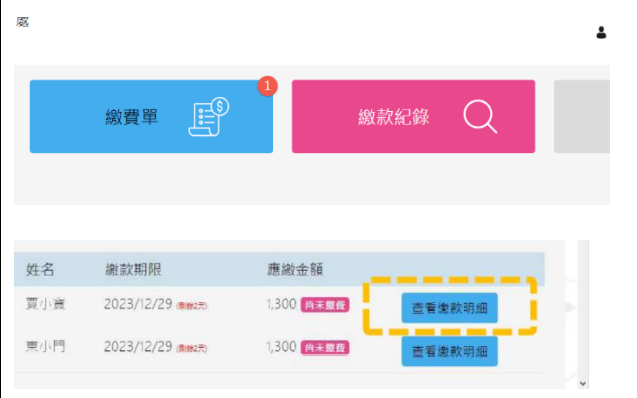 處
1
繳費單
繳款紀錄
姓名 繳款期限 應繳金額
賈小寶 2023/12/29 1,300 尚未繳費 查看繳款明細
東小門 2023/12/29 1,300 尚未繳費 查看繳款明細